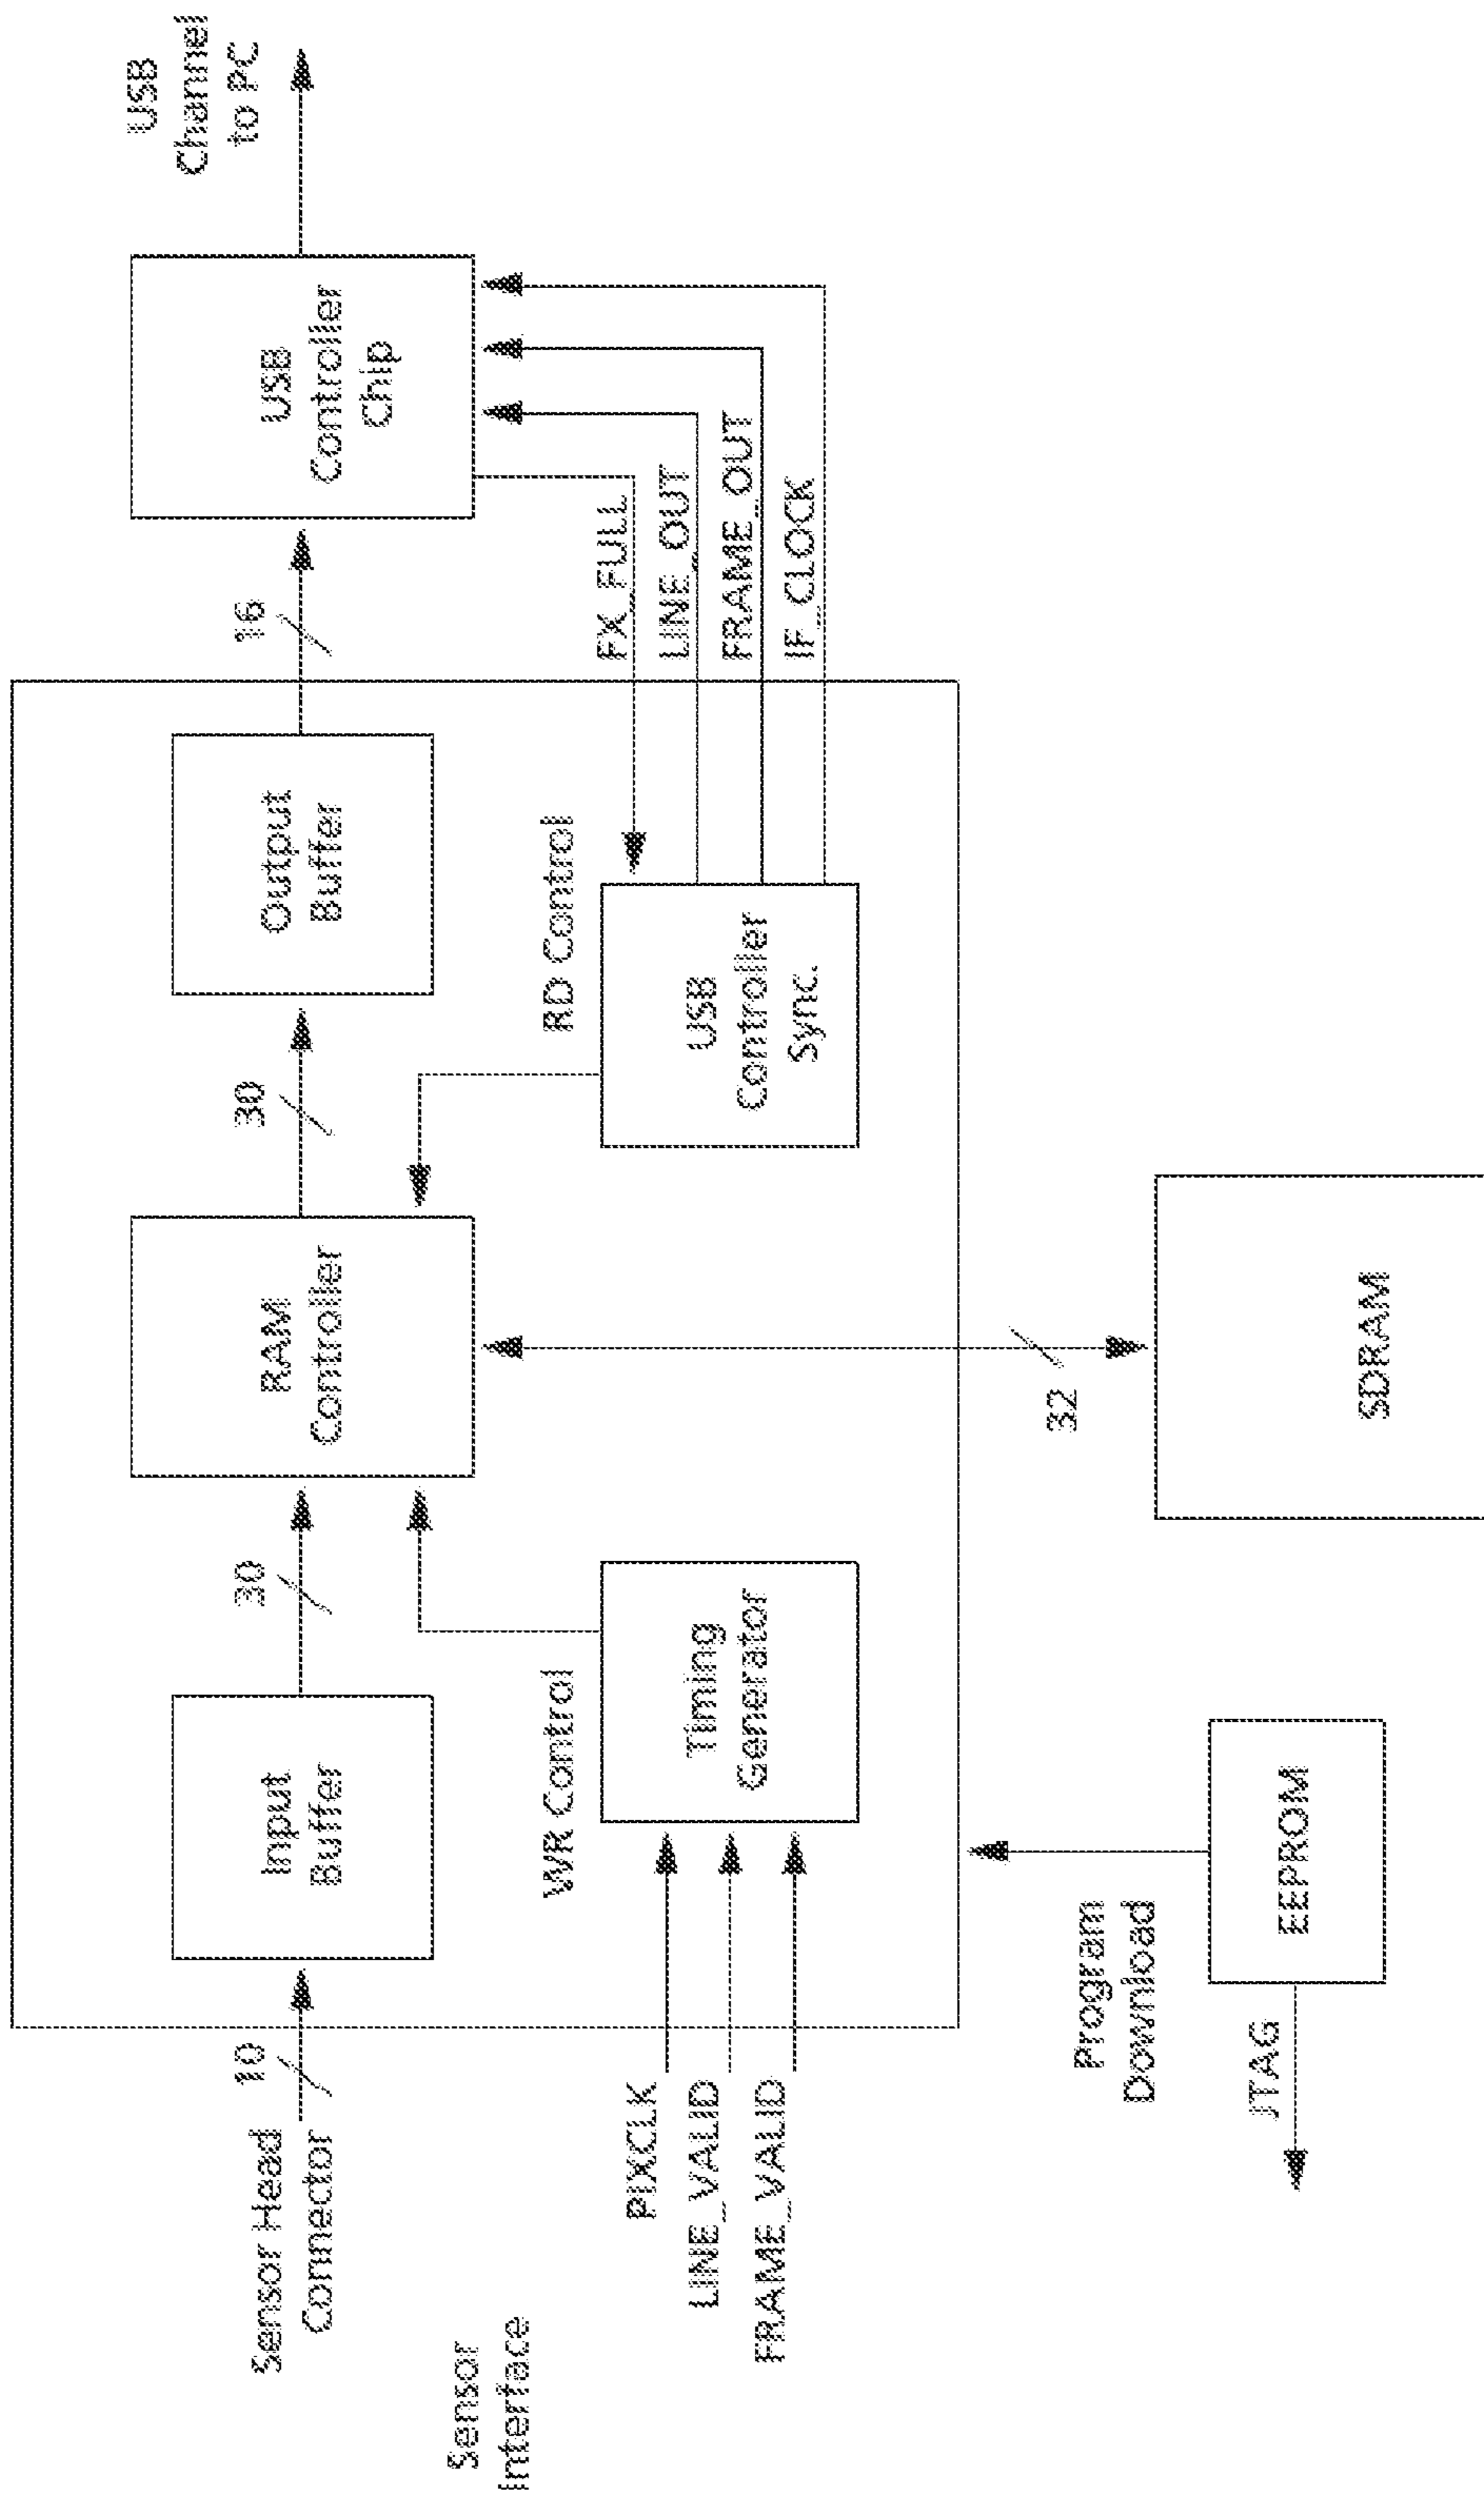 Sensor Head
Connector
10
Input
Buffer
30
RAM
Controller
30
Output
Buffer
16
USB
Controller
Chip
USB
Channel
to PC
Sensor
Interface
WR Control
RD Control
FX_FULL
LINE_OUT
FRAME_OUT
IF_CLOCK
PIXCLK
LINE_VALID
FRAME_VALID
Timing
Generator
USB
Controller
Sync.
32
Program
Download
JTAG
EEPROM
SDRAM